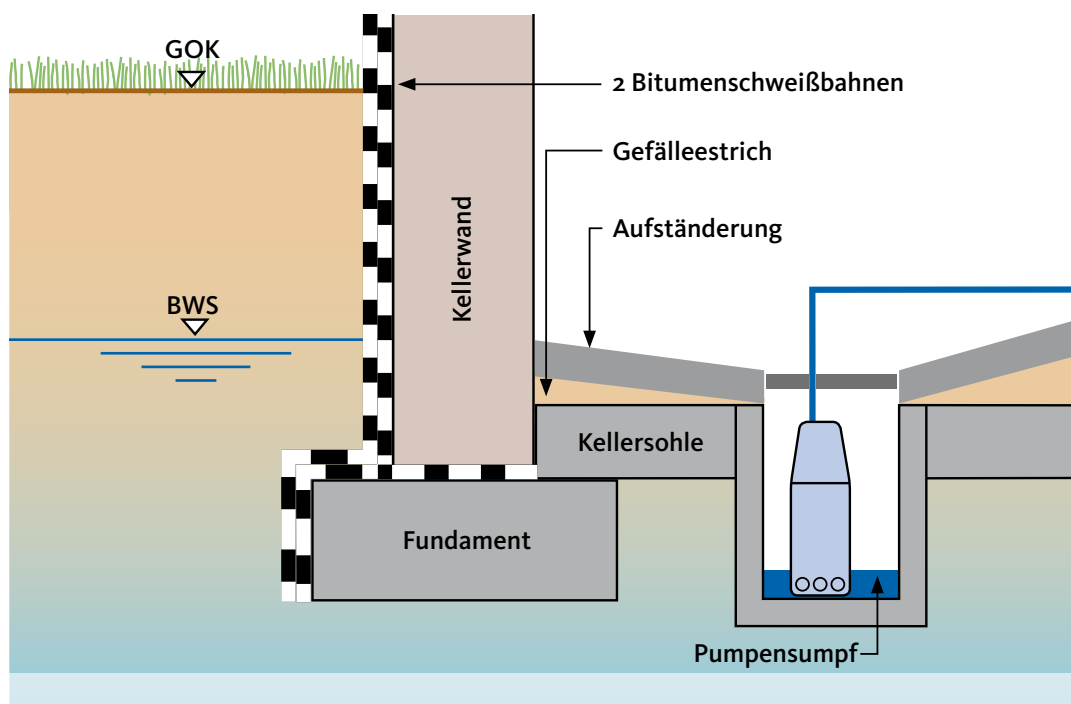 GOK
2 Bitumenschweißbahnen
Gefälleestrich
Aufständerung
Kellerwand
BWS
Kellersohle
Fundament
Pumpensumpf